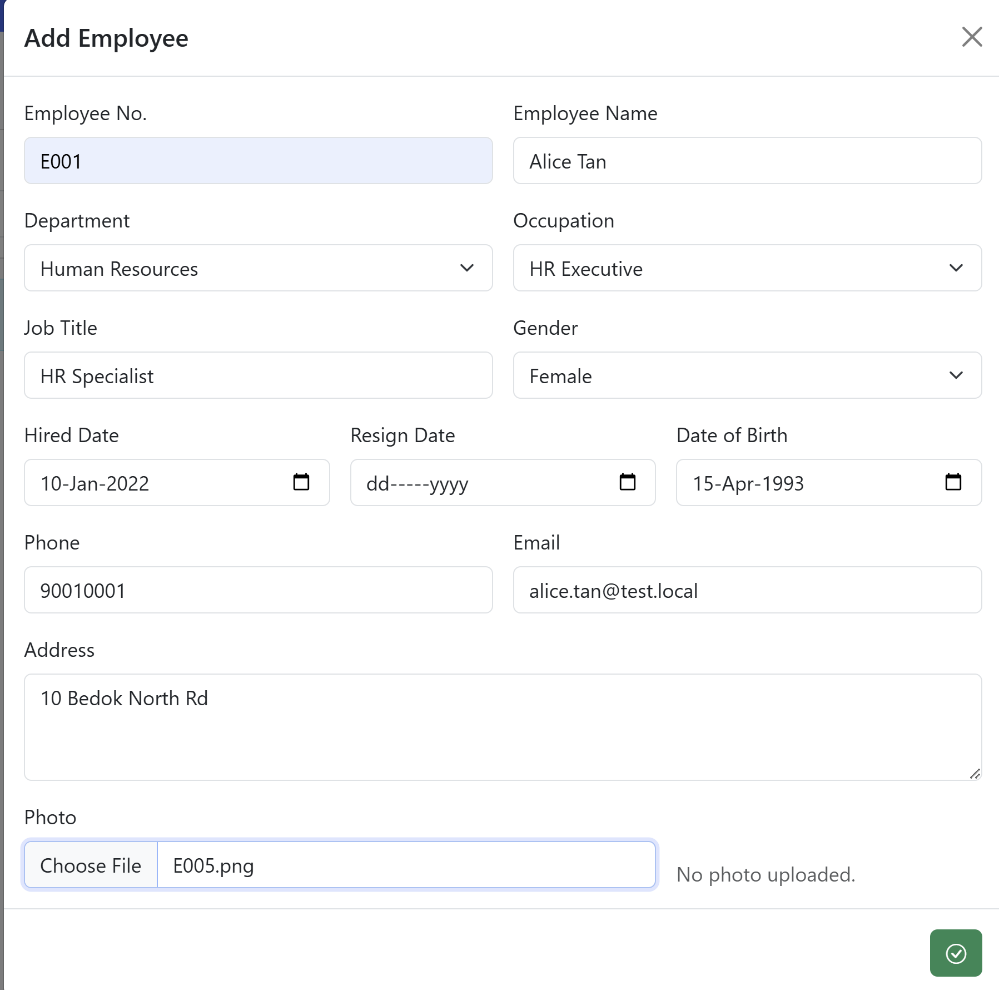 Add Employee
Employee No.
Employee Name
E001
Alice Tan
Department
Occupation
Human Resources
HR Executive
Job Title
Gender
HR Specialist
Female
Hired Date
Resign Date
Date of Birth
10-Jan-2022
dd-----yyyy
15-Apr-1993
Phone
Email
90010001
alice.tan@test.local
Address
10 Bedok North Rd
Photo
Choose File
E005.png
No photo uploaded.